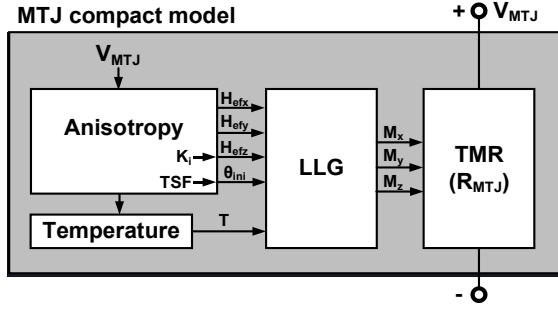 MTJ compact model
+ V_MTJ
V_MTJ
Anisotropy
K_i
TSF
H_efx
H_efy
H_efz
θ_ini
Temperature
T
LLG
M_x
M_y
M_z
TMR
(R_MTJ)
-